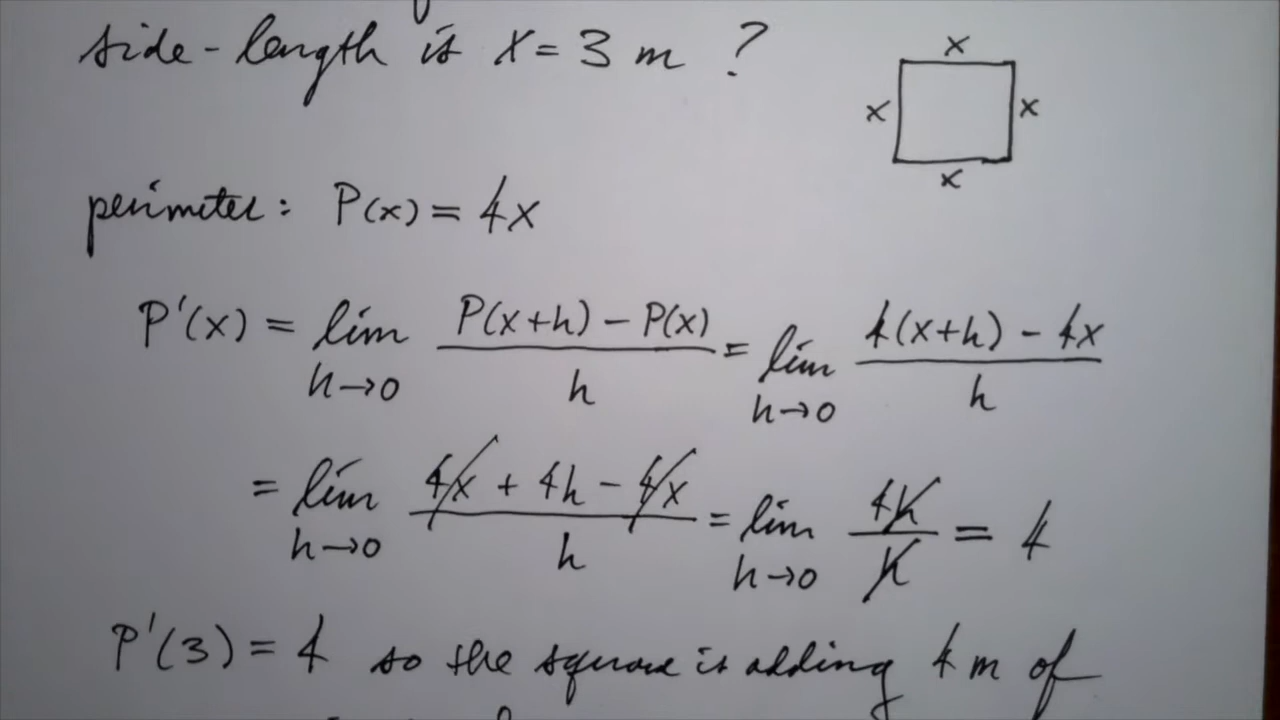 side-length is x = 3 m ?
x
x x
x
perimeter: P(x) = 4x
P'(x) = lim h→0 P(x+h) - P(x) / h = lim h→0 4(x+h) - 4x / h
= lim h→0 4x + 4h - 4x / h = lim h→0 4h / h = 4
P'(3) = 4 so the square is adding 4 m of